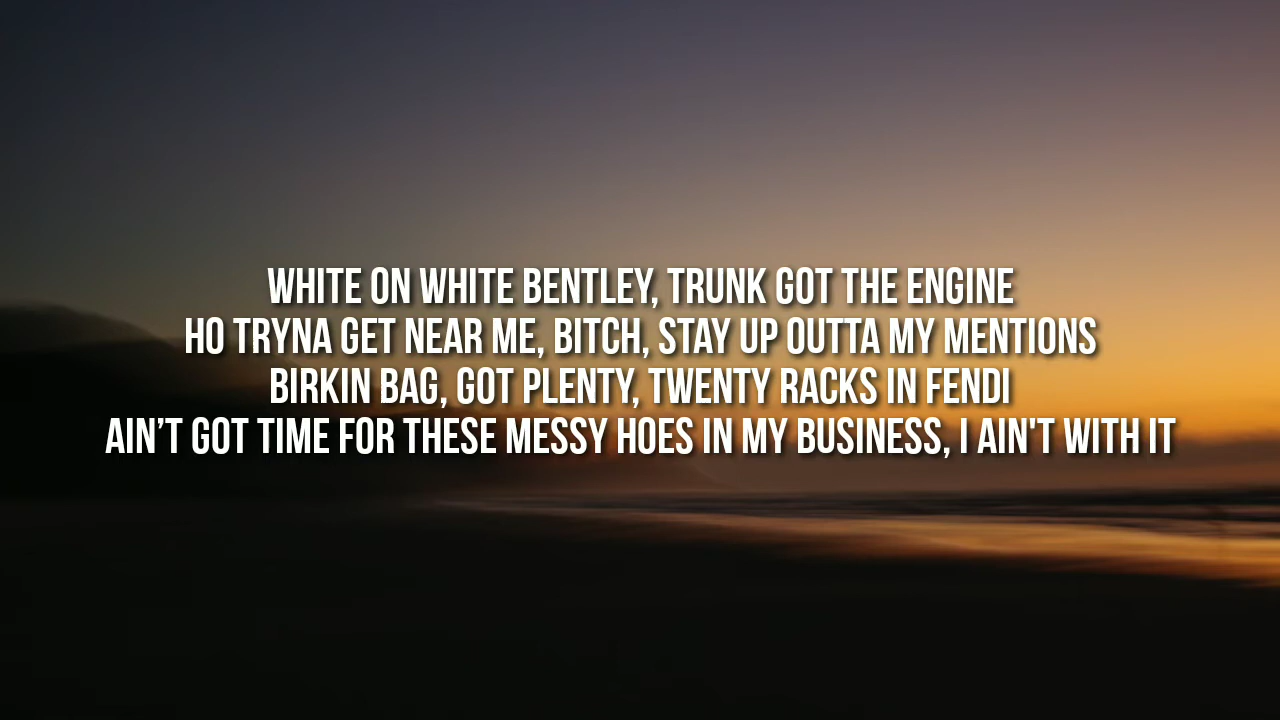 WHITE ON WHITE BENTLEY, TRUNK GOT THE ENGINE
HO TRYNA GET NEAR ME, BITCH, STAY UP OUTTA MY MENTIONS
BIRKIN BAG, GOT PLENTY, TWENTY RACKS IN FENDI
AIN’T GOT TIME FOR THESE MESSY HOES IN MY BUSINESS, I AIN'T WITH IT